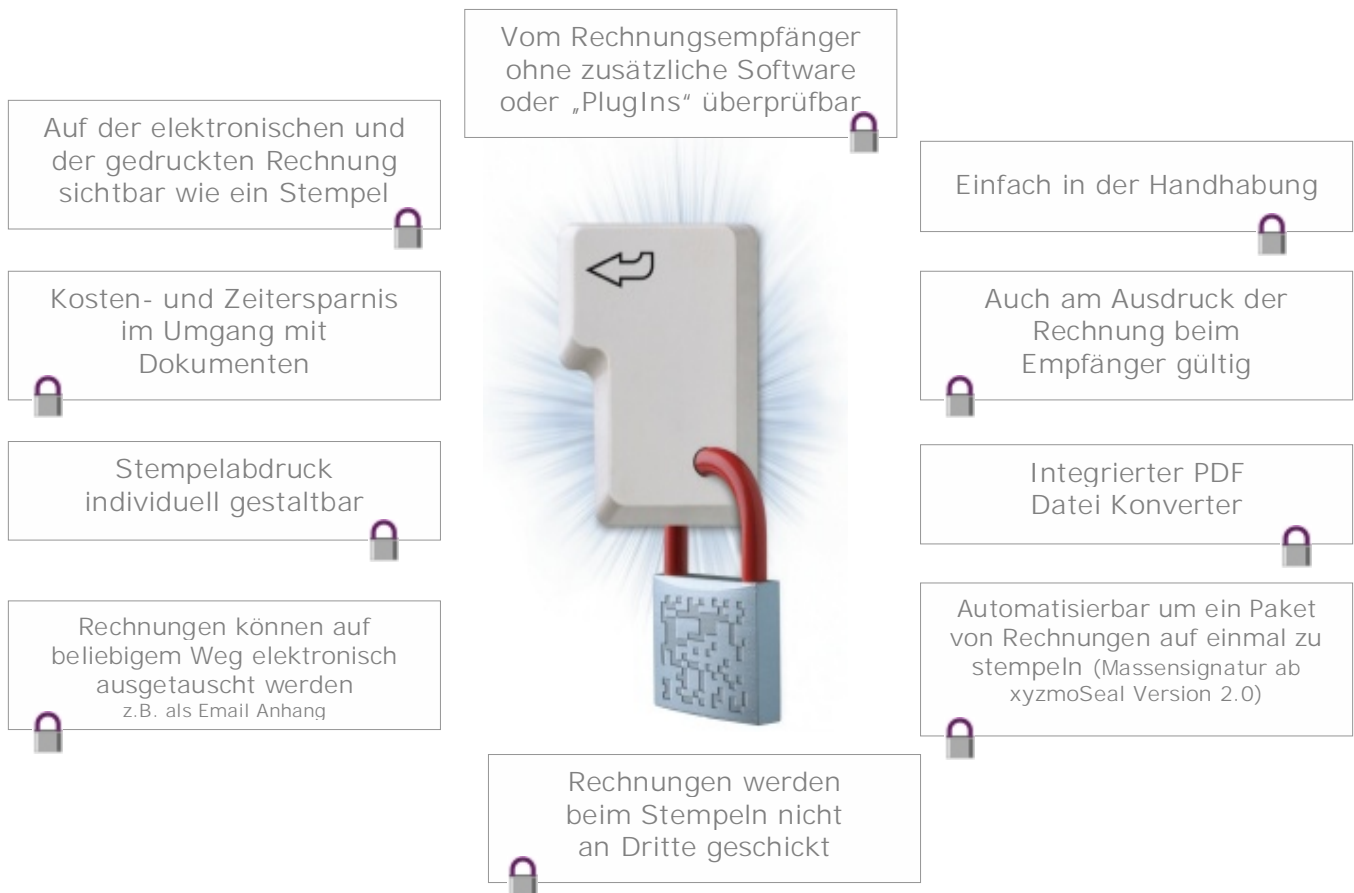 Vom Rechnungsempfänger
ohne zusätzliche Software
oder „PlugIns“ überprüfbar
Auf der elektronischen und
der gedruckten Rechnung
sichtbar wie ein Stempel
Einfach in der Handhabung
Kosten- und Zeitersparnis
im Umgang mit
Dokumenten
Auch am Ausdruck der
Rechnung beim
Empfänger gültig
Stempelabdruck
individuell gestaltbar
Integrierter PDF
Datei Konverter
Rechnungen können auf
beliebigem Weg elektronisch
ausgetauscht werden
z.B. als Email Anhang
Automatisierbar um ein Paket
von Rechnungen auf einmal zu
stempeln (Massensignatur ab
xyzmoSeal Version 2.0)
Rechnungen werden
beim Stempeln nicht
an Dritte geschickt